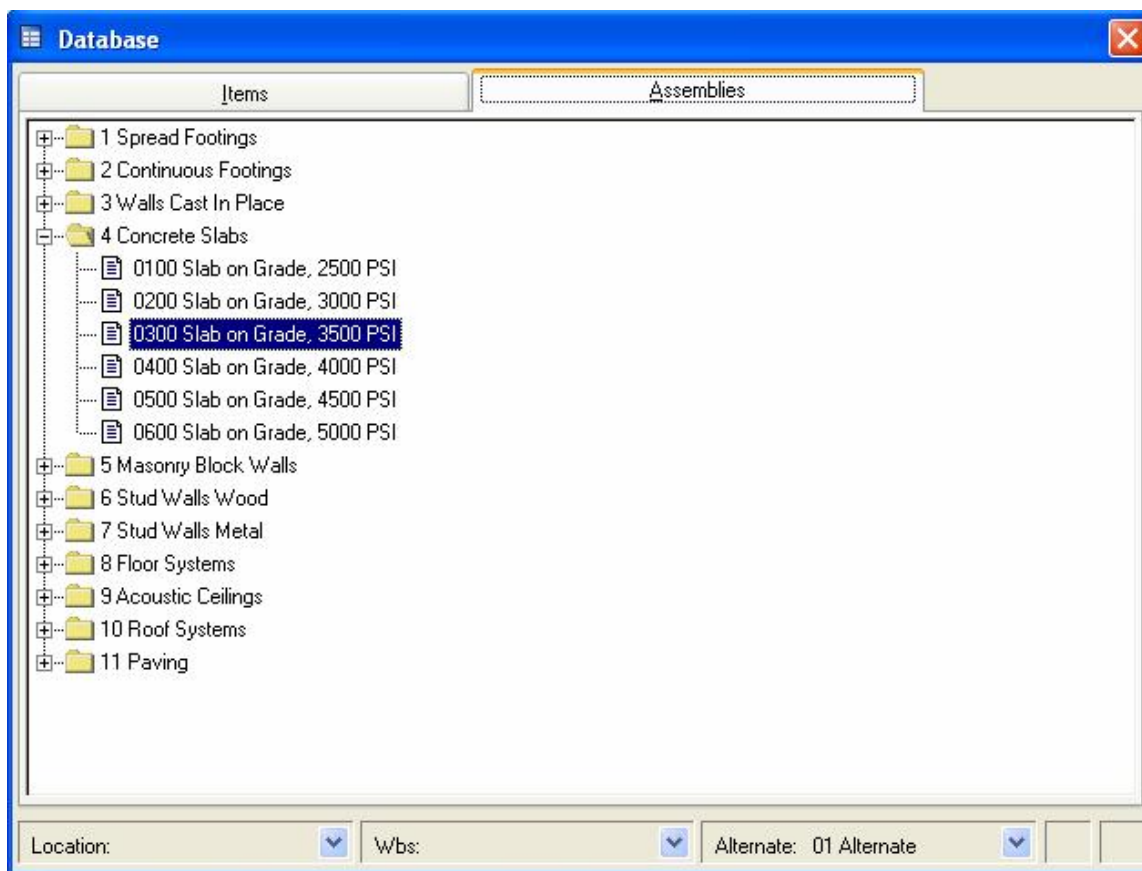 Database
Items Assemblies
1 Spread Footings
2 Continuous Footings
3 Walls Cast In Place
4 Concrete Slabs
0100 Slab on Grade, 2500 PSI
0200 Slab on Grade, 3000 PSI
0300 Slab on Grade, 3500 PSI
0400 Slab on Grade, 4000 PSI
0500 Slab on Grade, 4500 PSI
0600 Slab on Grade, 5000 PSI
5 Masonry Block Walls
6 Stud Walls Wood
7 Stud Walls Metal
8 Floor Systems
9 Acoustic Ceilings
10 Roof Systems
11 Paving
Location: Wbs: Alternate: 01 Alternate